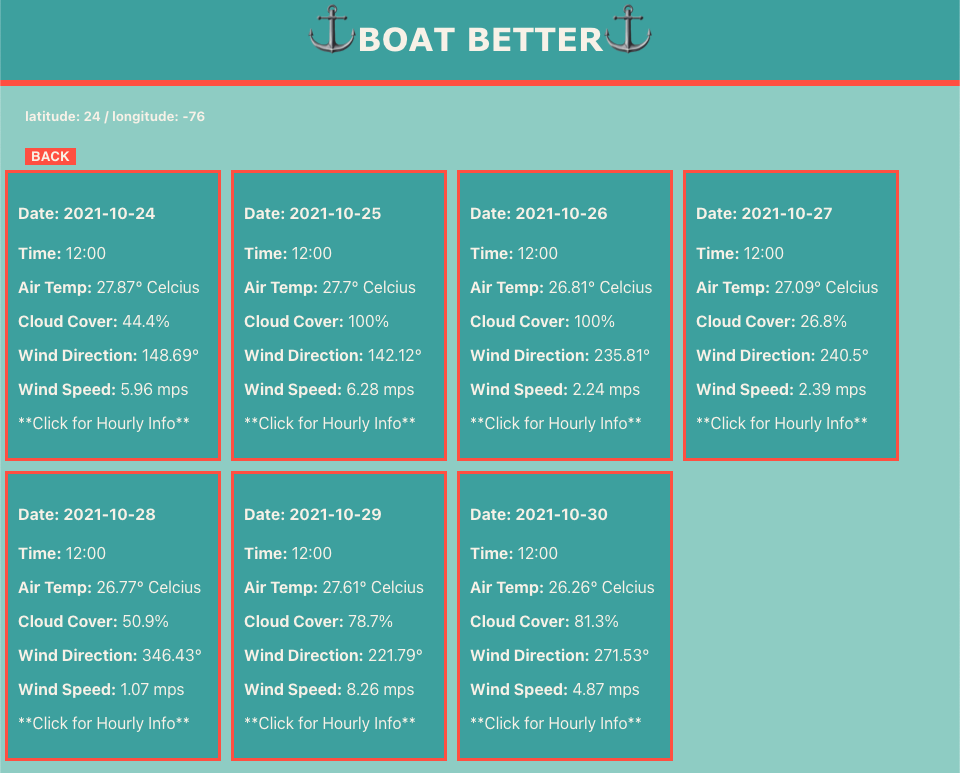 BOAT BETTER
latitude: 24 / longitude: -76
BACK
Date: 2021-10-24
Time: 12:00
Air Temp: 27.87° Celcius
Cloud Cover: 44.4%
Wind Direction: 148.69°
Wind Speed: 5.96 mps
**Click for Hourly Info**
Date: 2021-10-25
Time: 12:00
Air Temp: 27.7° Celcius
Cloud Cover: 100%
Wind Direction: 142.12°
Wind Speed: 6.28 mps
**Click for Hourly Info**
Date: 2021-10-26
Time: 12:00
Air Temp: 26.81° Celcius
Cloud Cover: 100%
Wind Direction: 235.81°
Wind Speed: 2.24 mps
**Click for Hourly Info**
Date: 2021-10-27
Time: 12:00
Air Temp: 27.09° Celcius
Cloud Cover: 26.8%
Wind Direction: 240.5°
Wind Speed: 2.39 mps
**Click for Hourly Info**
Date: 2021-10-28
Time: 12:00
Air Temp: 26.77° Celcius
Cloud Cover: 50.9%
Wind Direction: 346.43°
Wind Speed: 1.07 mps
**Click for Hourly Info**
Date: 2021-10-29
Time: 12:00
Air Temp: 27.61° Celcius
Cloud Cover: 78.7%
Wind Direction: 221.79°
Wind Speed: 8.26 mps
**Click for Hourly Info**
Date: 2021-10-30
Time: 12:00
Air Temp: 26.26° Celcius
Cloud Cover: 81.3%
Wind Direction: 271.53°
Wind Speed: 4.87 mps
**Click for Hourly Info**